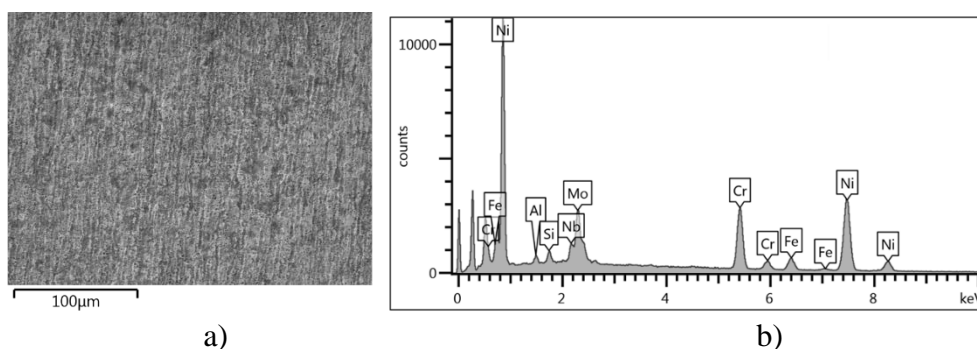 100µm
a)
10000
counts
0
Ni
Fe
Cr
Al
Si
Nb
Mo
Cr
Cr
Fe
Fe
Ni
Ni
0 2 4 6 8 keV
b)